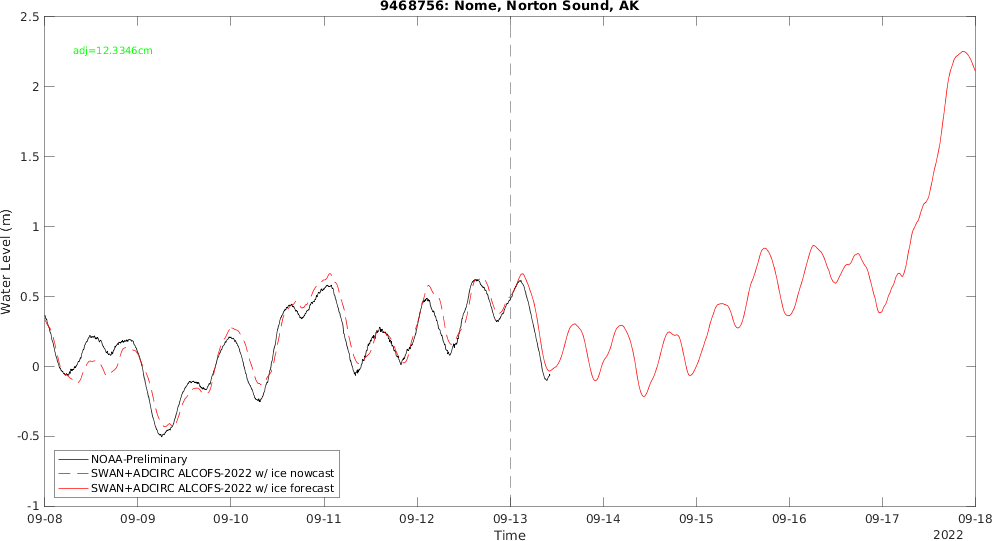 9468756: Nome, Norton Sound, AK
2.5
adj=12.3346cm
2
1.5
1
0.5
0
-0.5
-1
Water Level (m)
NOAA-Preliminary
SWAN+ADCIRC ALCOFS-2022 w/ ice nowcast
SWAN+ADCIRC ALCOFS-2022 w/ ice forecast
09-08 09-09 09-10 09-11 09-12 09-13 09-14 09-15 09-16 09-17 09-18
Time
2022